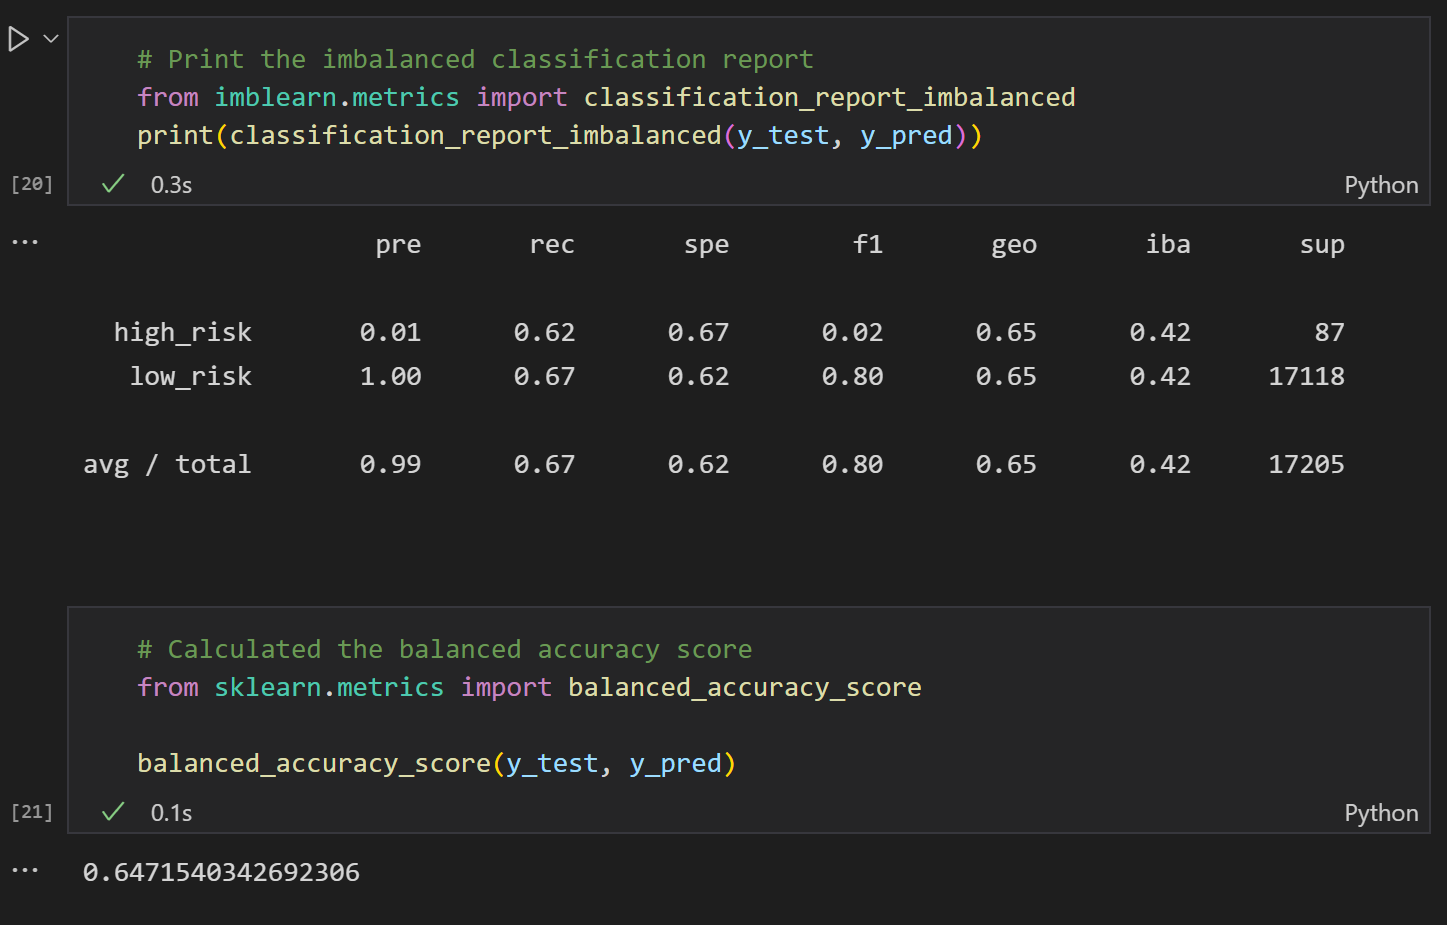 # Print the imbalanced classification report
from imblearn.metrics import classification_report_imbalanced
print(classification_report_imbalanced(y_test, y_pred))
[20] 0.3s Python
... pre rec spe f1 geo iba sup
high_risk 0.01 0.62 0.67 0.02 0.65 0.42 87
low_risk 1.00 0.67 0.62 0.80 0.65 0.42 17118
avg / total 0.99 0.67 0.62 0.80 0.65 0.42 17205
# Calculated the balanced accuracy score
from sklearn.metrics import balanced_accuracy_score
balanced_accuracy_score(y_test, y_pred)
[21] 0.1s Python
... 0.6471540342692306